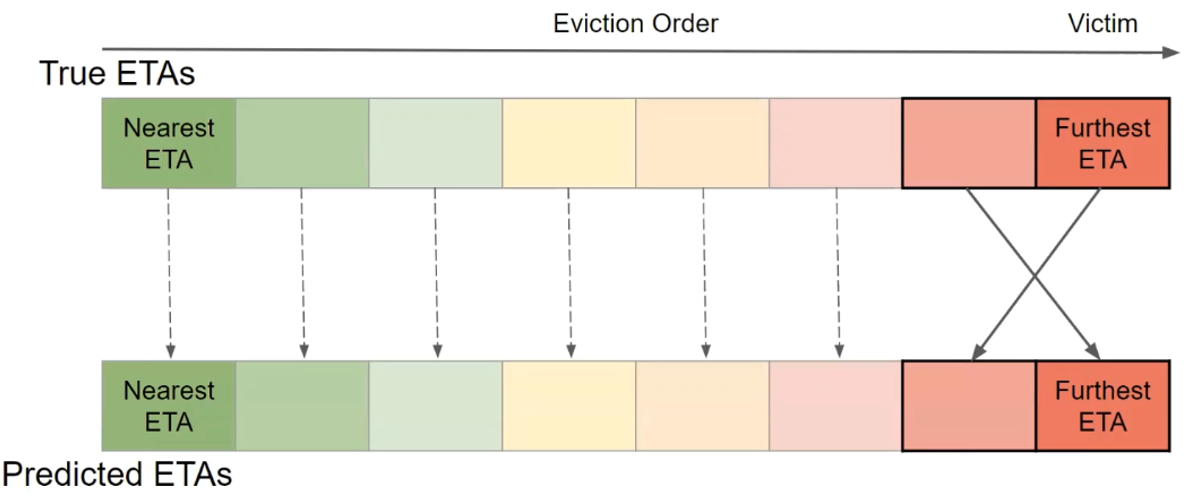 Eviction Order
Victim
True ETAs
Nearest
ETA
Furthest
ETA
Nearest
ETA
Furthest
ETA
Predicted ETAs